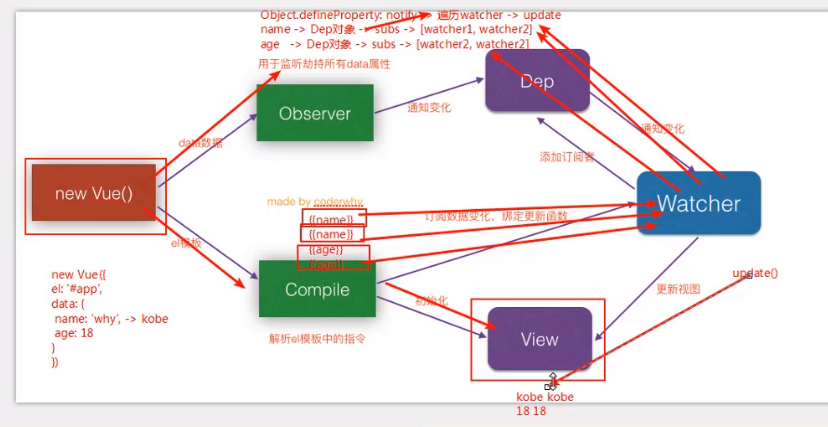 Object.defineProperty: notify -> 遍历watcher -> update
name -> Dep对象 -> subs -> [watcher1, watcher2]
age -> Dep对象 -> subs -> [watcher2, watcher2]
用于监听劫持所有data属性
Observer
Dep
通知变化
通知变化
data数据
添加订阅者
new Vue()
made by coderwhy
Watcher
{{name}}
{{name}}
{{age}}
{{age}}
订阅数据变化，绑定更新函数
el模板
new Vue({
el: '#app',
data: {
name: 'why', -> kobe
age: 18
}
})
Compile
初始化
update()
更新视图
解析el模板中的指令
View
kobe kobe
18 18